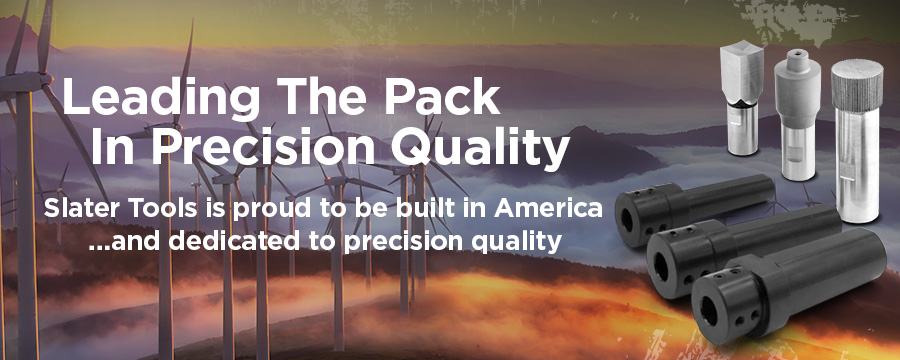 Leading The Pack
In Precision Quality
Slater Tools is proud to be built in America
...and dedicated to precision quality